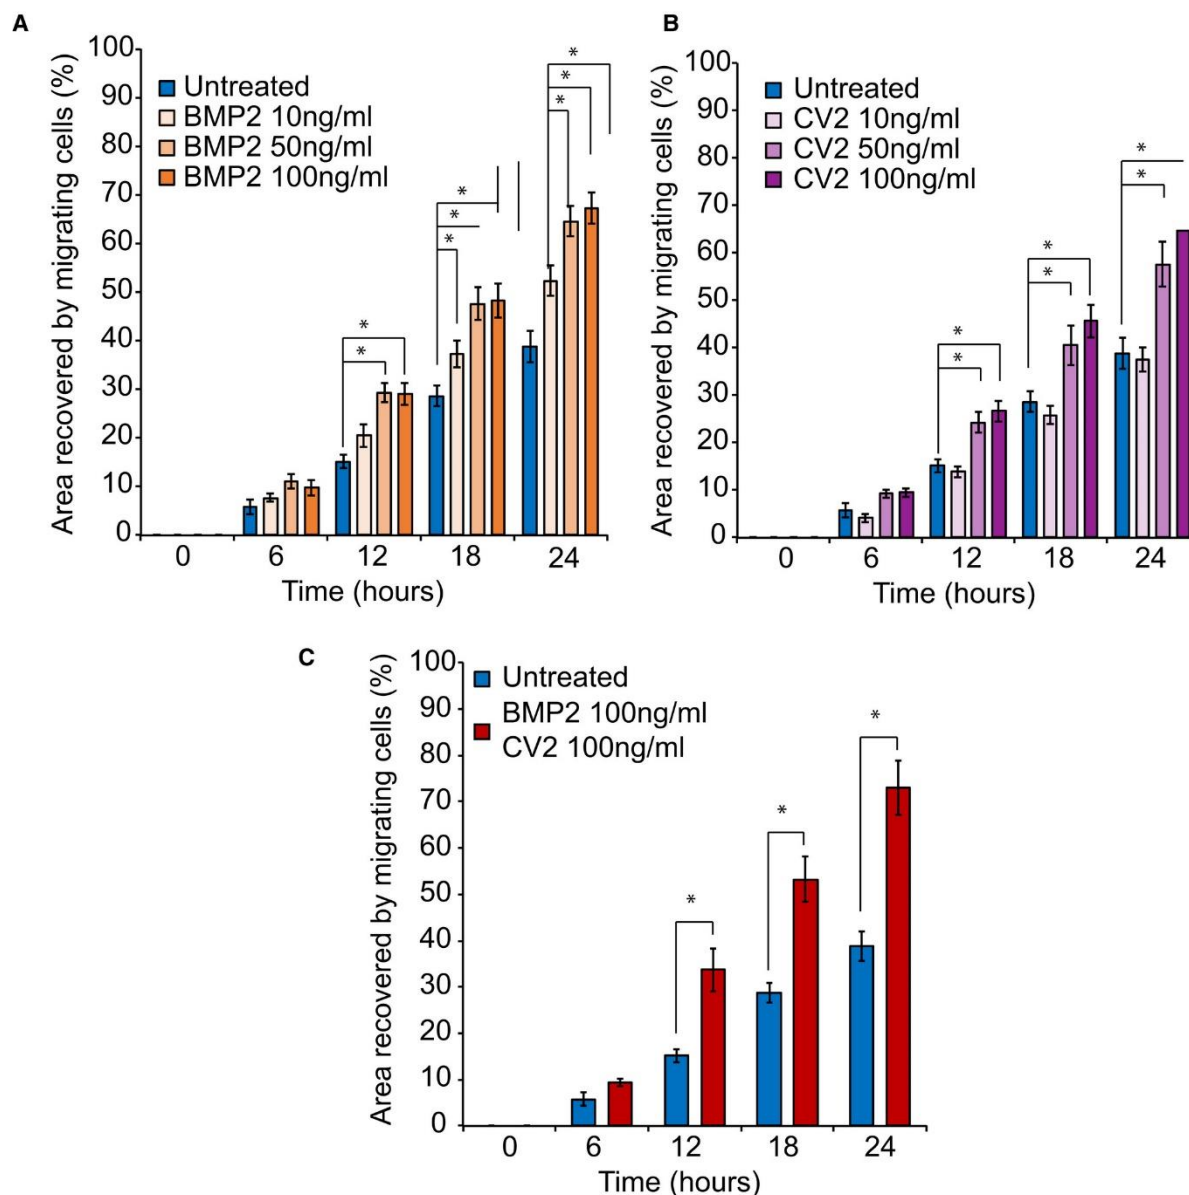 A
Area recovered by migrating cells (%)
100
90
80
70
60
50
40
30
20
10
0
Untreated
BMP2 10ng/ml
BMP2 50ng/ml
BMP2 100ng/ml
* * *
* * *
* *
0 6 12 18 24
Time (hours)
B
Area recovered by migrating cells (%)
100
90
80
70
60
50
40
30
20
10
0
Untreated
CV2 10ng/ml
CV2 50ng/ml
CV2 100ng/ml
* *
* *
* *
0 6 12 18 24
Time (hours)
C
Area recovered by migrating cells (%)
100
90
80
70
60
50
40
30
20
10
0
Untreated
BMP2 100ng/ml
CV2 100ng/ml
*
*
*
0 6 12 18 24
Time (hours)